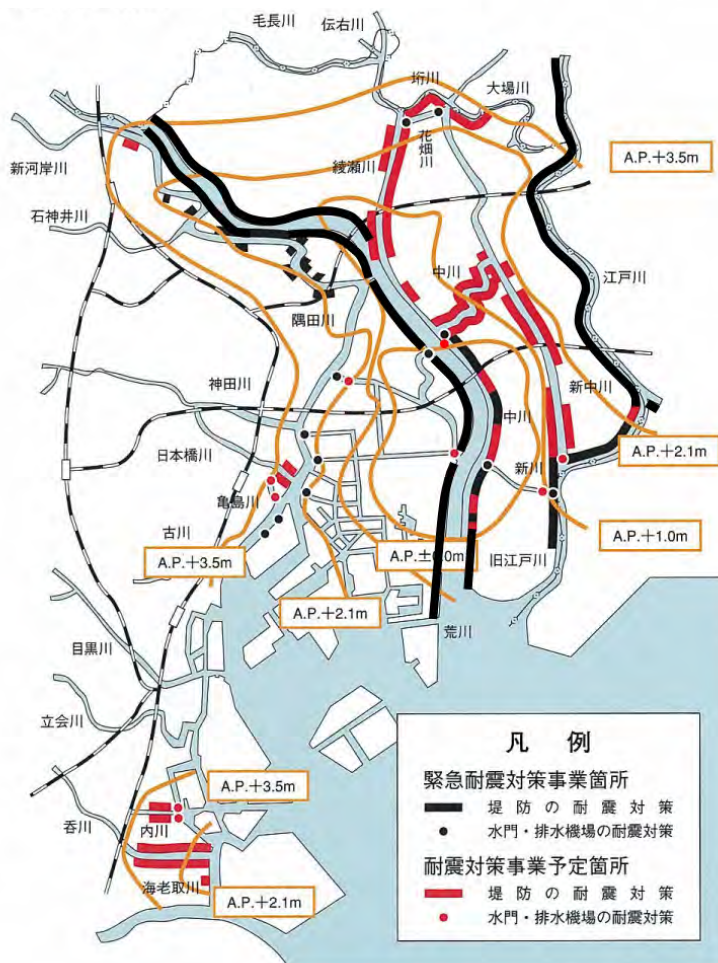 毛長川
伝右川
垳川
大場川
花畑川
新河岸川
綾瀬川
A.P.+3.5m
石神井川
中川
江戸川
隅田川
神田川
新中川
中川
日本橋川
新川
A.P.+2.1m
亀島川
古川
A.P.+3.5m
A.P.±0.0m
旧江戸川
A.P.+1.0m
A.P.+2.1m
荒川
目黒川
立会川
A.P.+3.5m
呑川
内川
海老取川
A.P.+2.1m
凡 例
緊急耐震対策事業箇所
堤防の耐震対策
水門・排水機場の耐震対策
耐震対策事業予定箇所
堤防の耐震対策
水門・排水機場の耐震対策